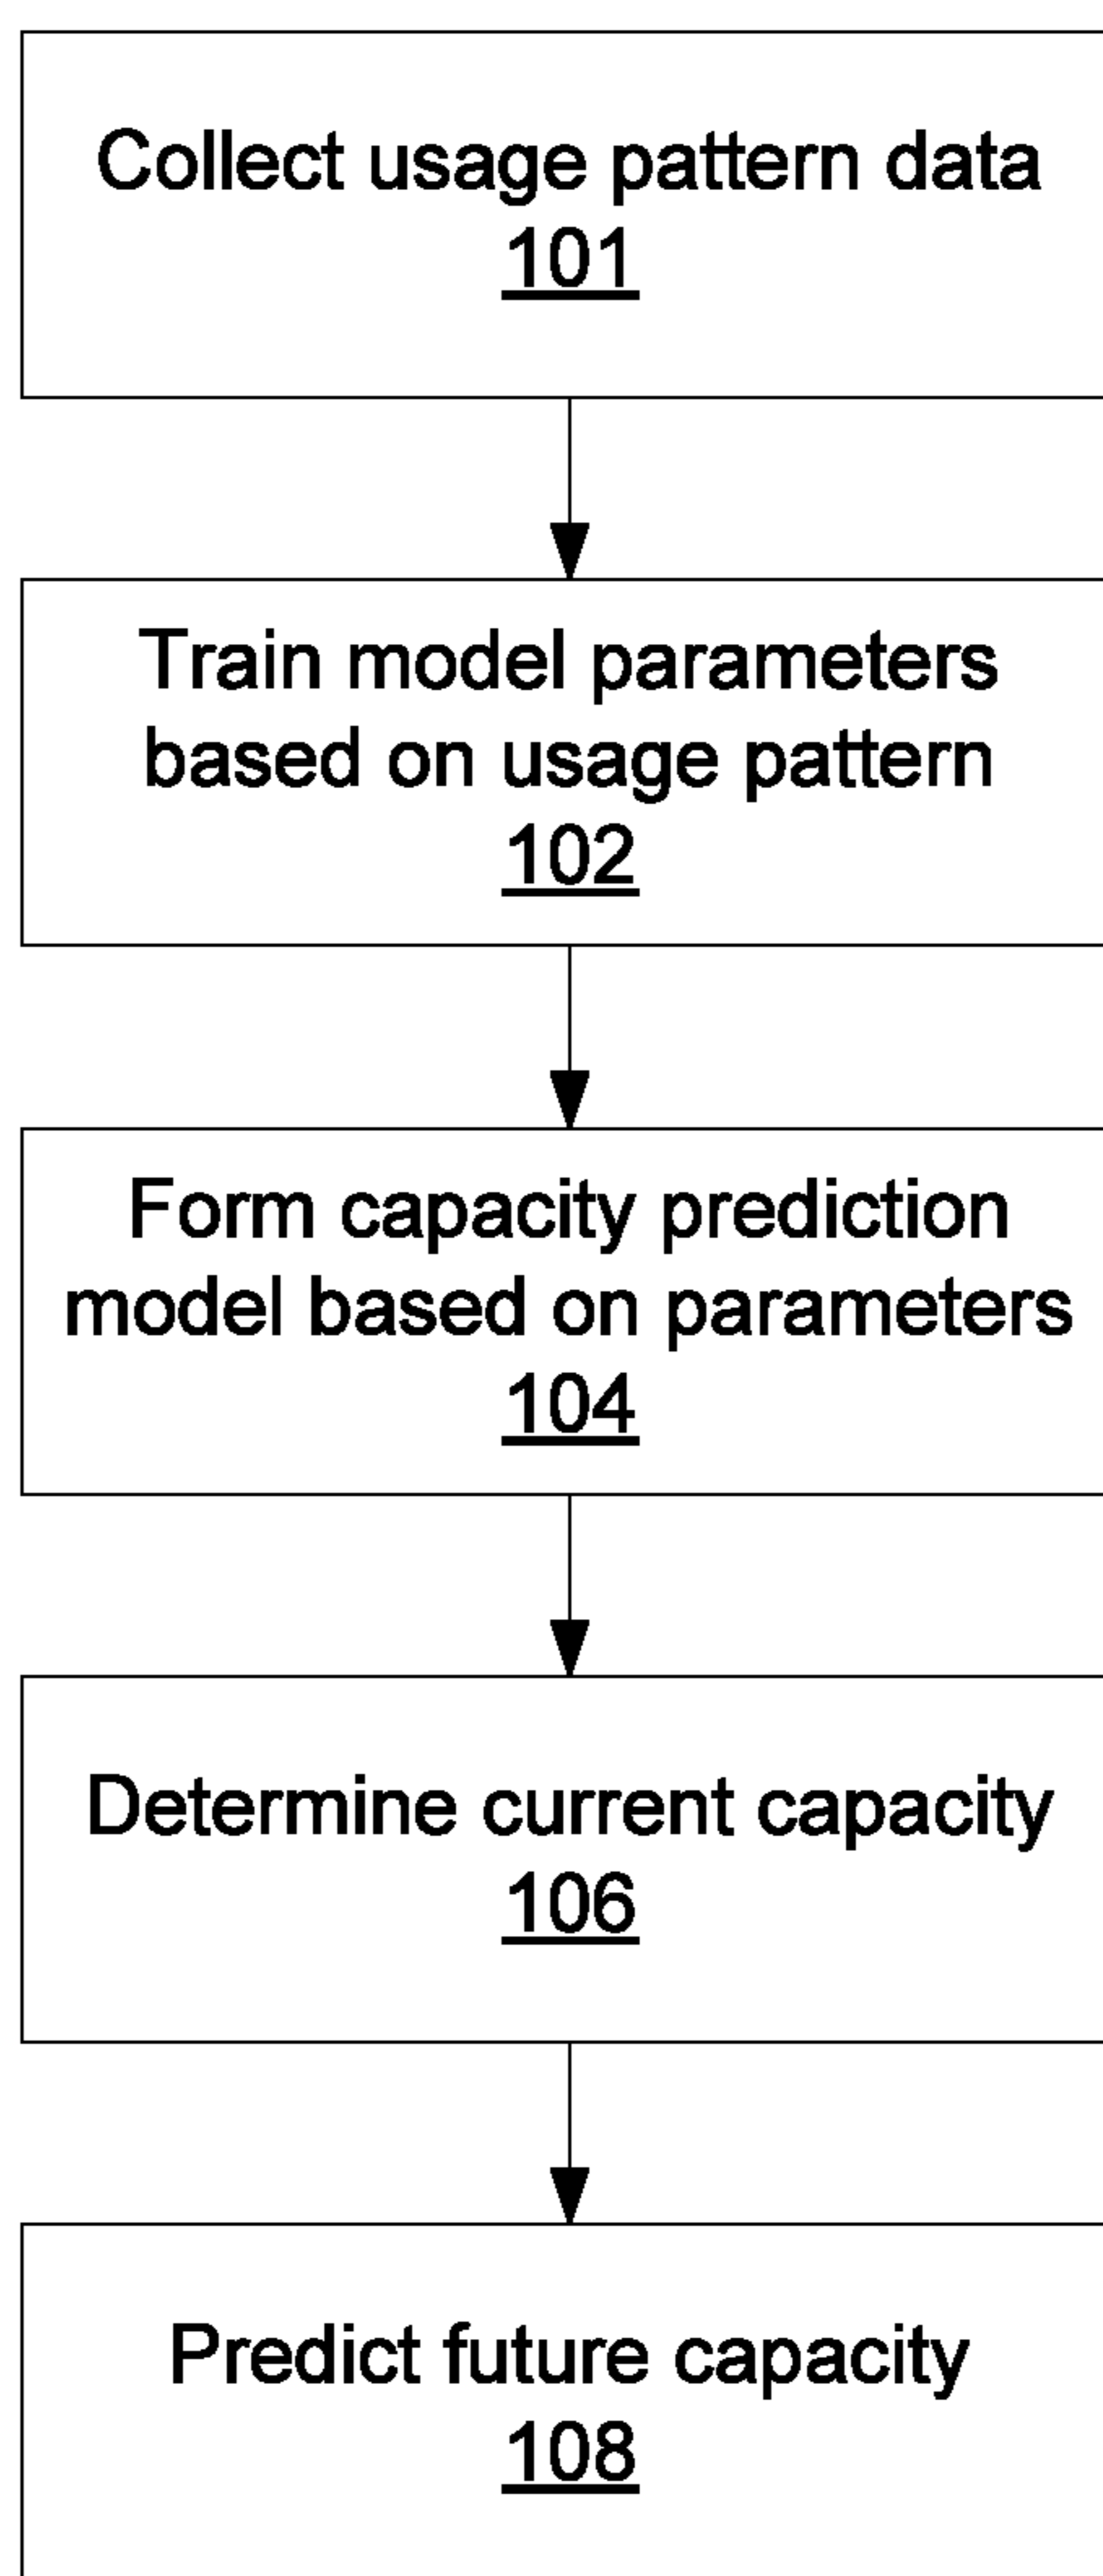 Collect usage pattern data
101
Train model parameters
based on usage pattern
102
Form capacity prediction
model based on parameters
104
Determine current capacity
106
Predict future capacity
108